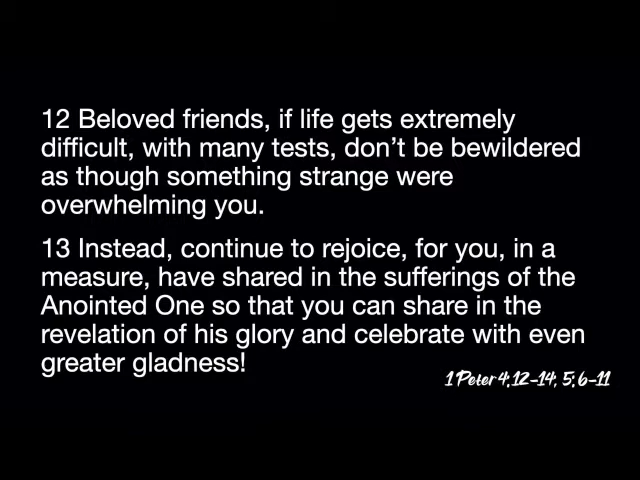 12 Beloved friends, if life gets extremely
difficult, with many tests, don’t be bewildered
as though something strange were
overwhelming you.
13 Instead, continue to rejoice, for you, in a
measure, have shared in the sufferings of the
Anointed One so that you can share in the
revelation of his glory and celebrate with even
greater gladness!
1 Peter 4:12-14; 5:6-11